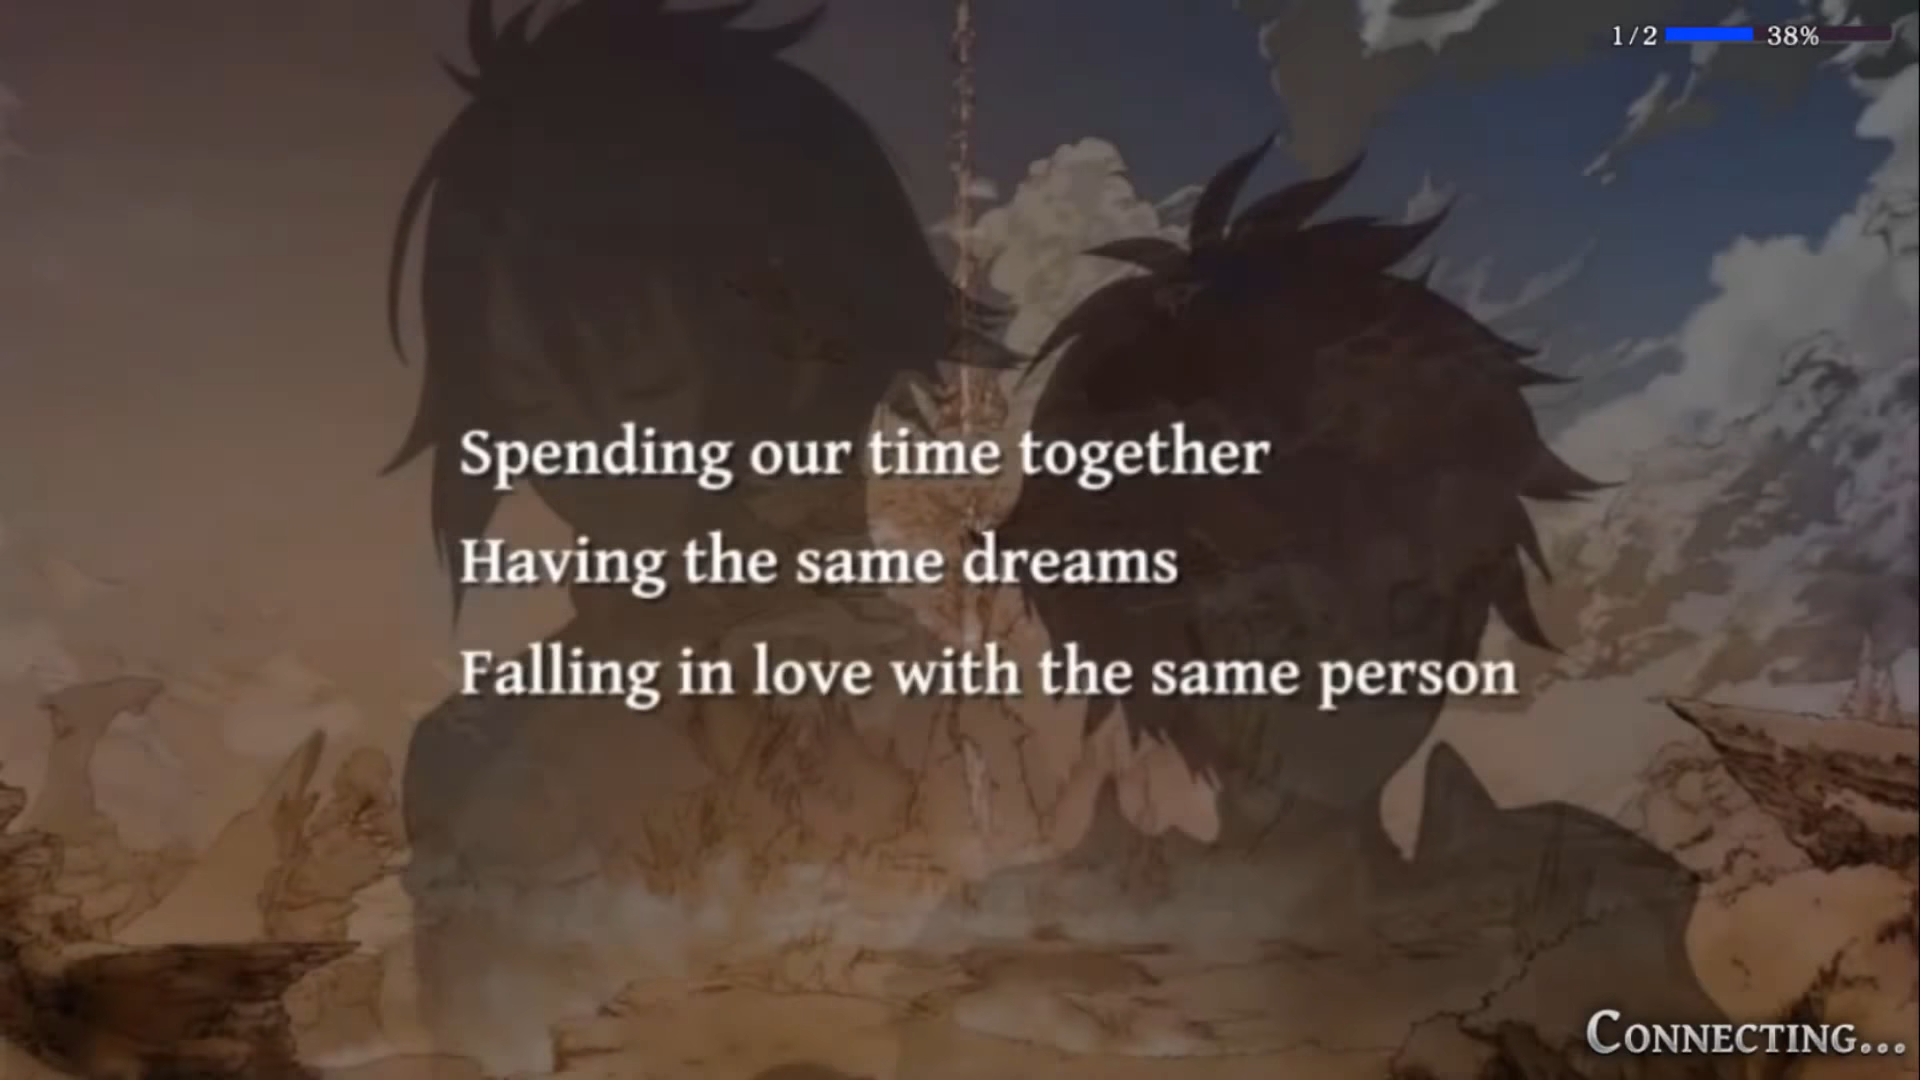 1/2 38%
Spending our time together
Having the same dreams
Falling in love with the same person
CONNECTING...